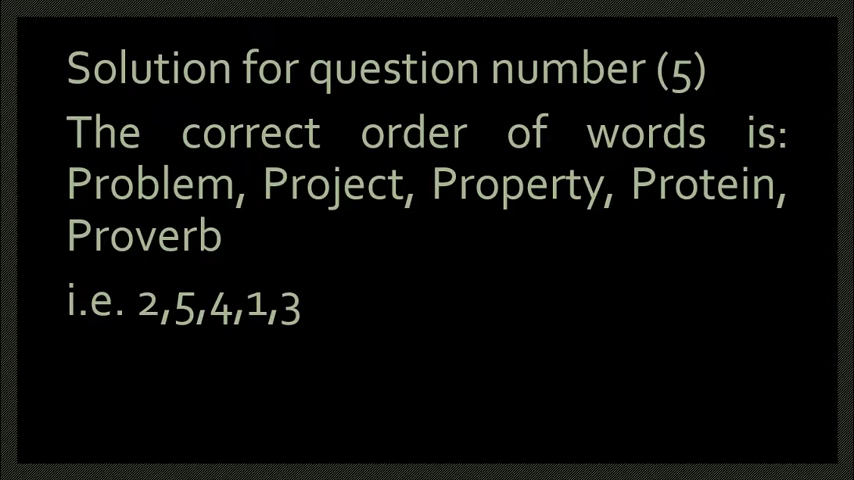 Solution for question number (5)
The correct order of words is:
Problem, Project, Property, Protein,
Proverb
i.e. 2,5,4,1,3